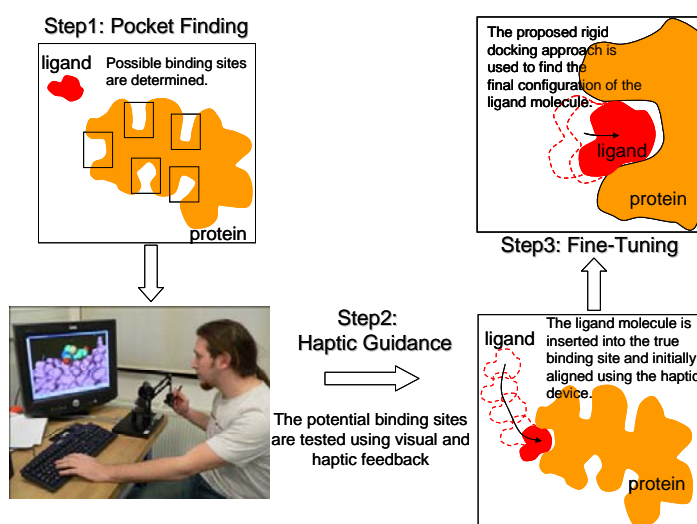 Step1: Pocket Finding
ligand
Possible binding sites
are determined.
protein
Step2:
Haptic Guidance
The potential binding sites
are tested using visual and
haptic feedback
ligand
The ligand molecule is
inserted into the true
binding site and initially
aligned using the haptic
device.
protein
The proposed rigid
docking approach is
used to find the
final configuration of the
ligand molecule.
ligand
protein
Step3: Fine-Tuning